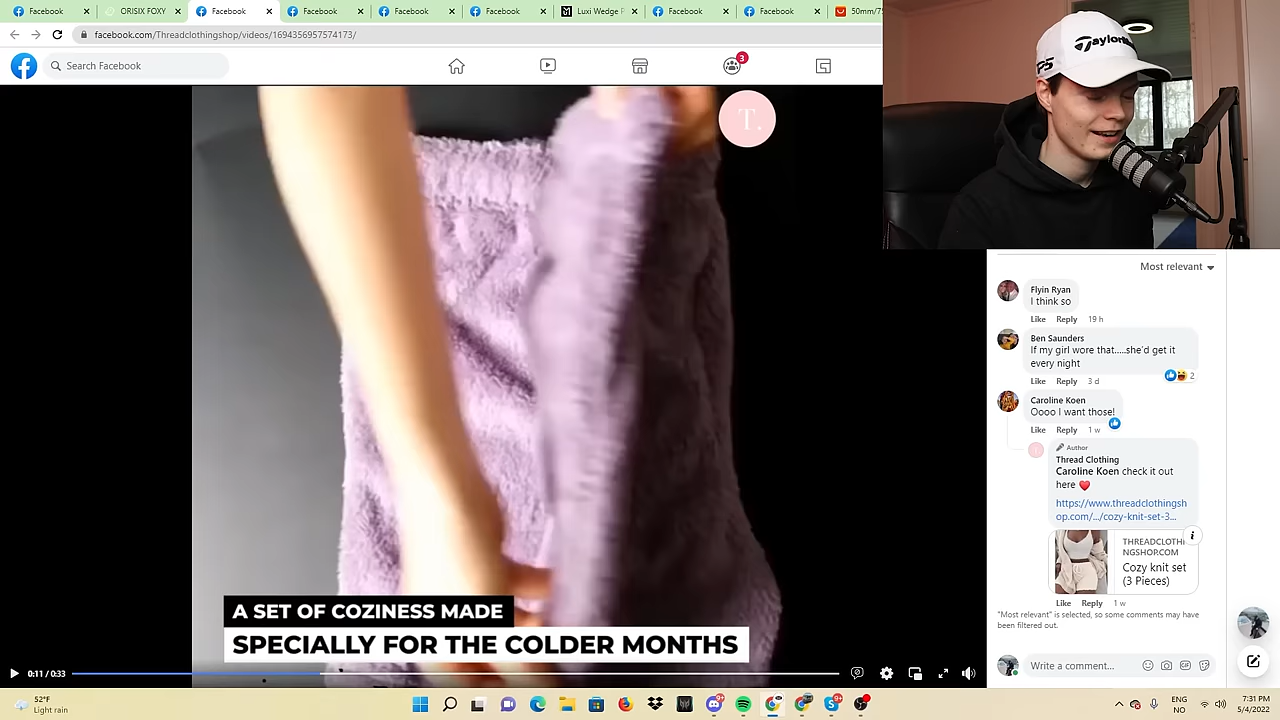 Facebook
ORISIX FOXY
Facebook
Facebook
Facebook
Facebook
Luxi Wedge P
Facebook
Facebook
50mm/7
facebook.com/Threadclothingshop/videos/1694356957574173/
Search Facebook
3
T.
Taylor
Most relevant
Flyin Ryan
I think so
Like Reply 19 h
Ben Saunders
If my girl wore that.....she'd get it
every night
2
Like Reply 3 d
Caroline Koen
Oooo I want those!
Like Reply 1 w
Author
Thread Clothing
Caroline Koen check it out
here
https://www.threadclothingsh
op.com/.../cozy-knit-set-3...
THREADCLOTHI
NGSHOP.COM
Cozy knit set
(3 Pieces)
Like Reply 1 w
"Most relevant" is selected, so some comments may
have been filtered out.
Write a comment...
A SET OF COZINESS MADE
SPECIALLY FOR THE COLDER MONTHS
0:11 / 0:33
52°F
Light rain
ENG
NO
7:31 PM
5/4/2022